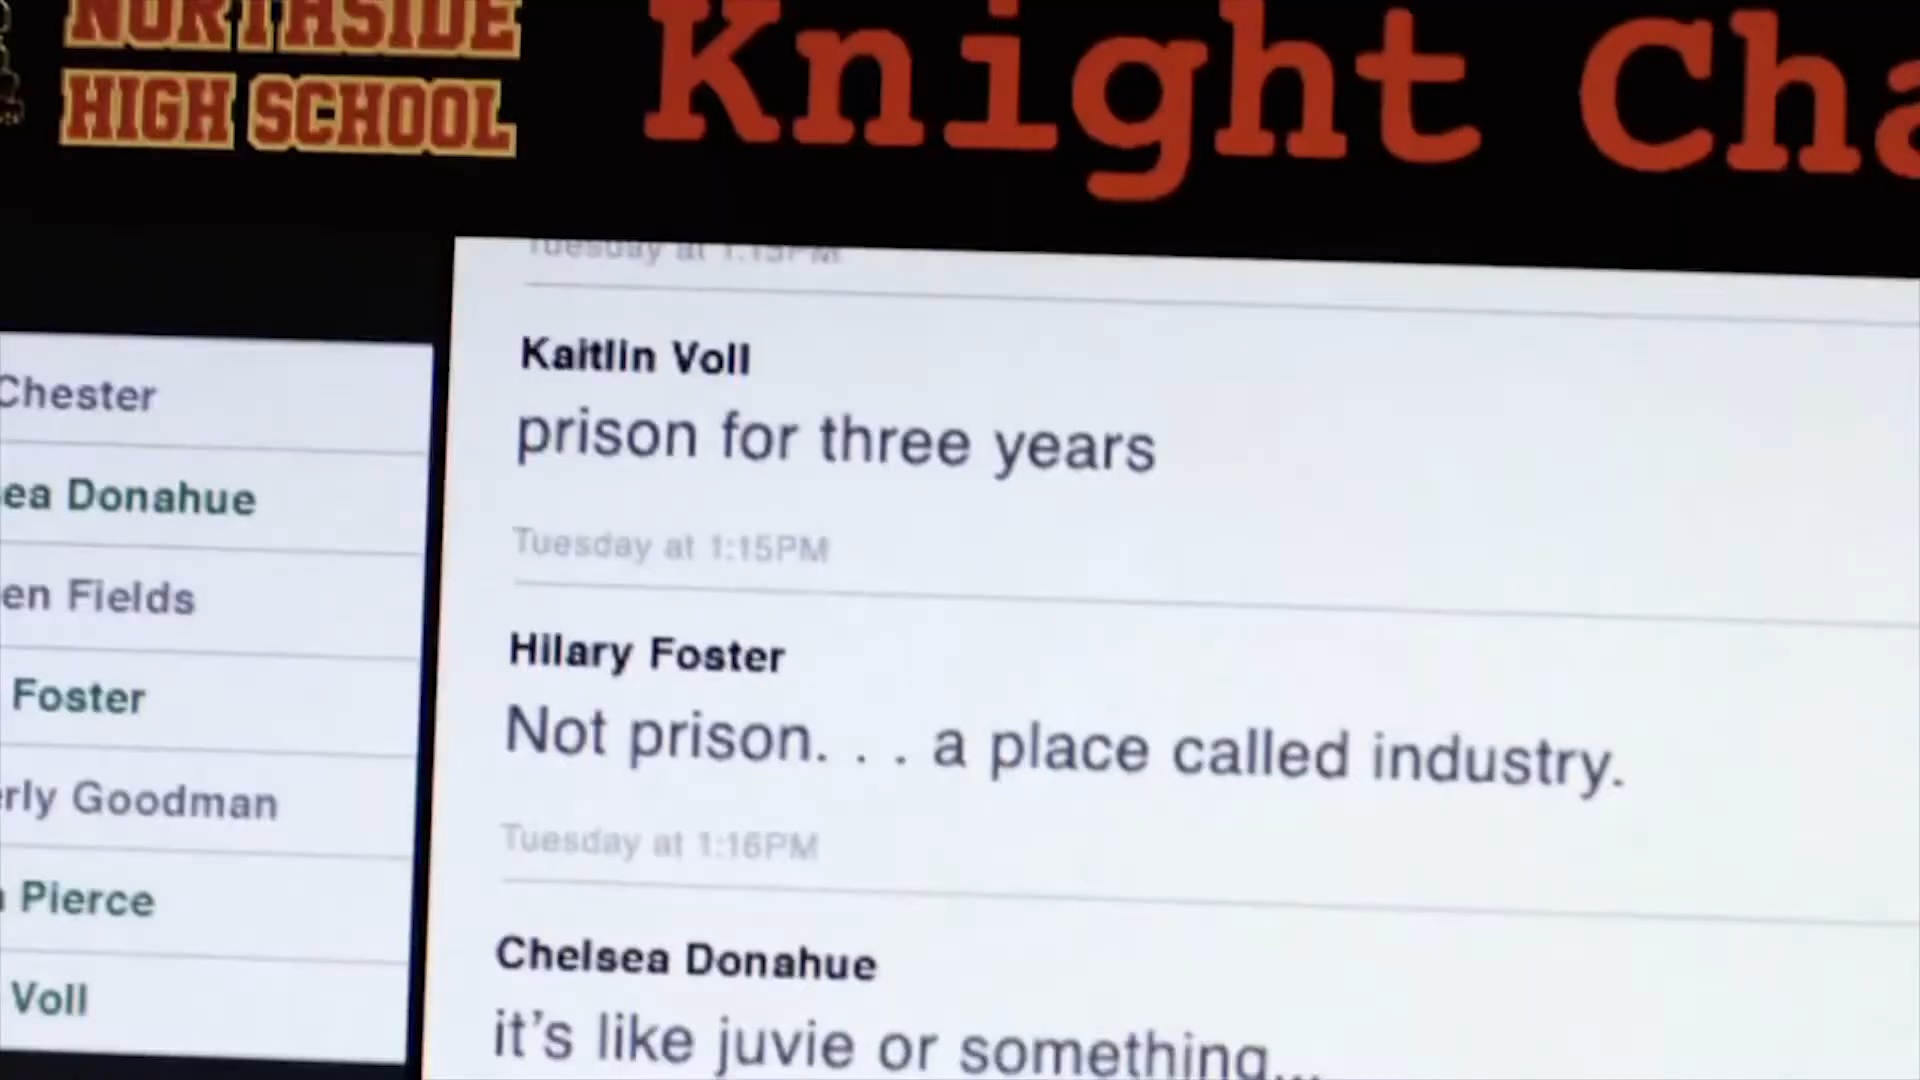 NORTHSIDE
HIGH SCHOOL
Knight Cha
Tuesday at 1:15PM
Kaitlin Voll
prison for three years
Tuesday at 1:15PM
Hilary Foster
Not prison. . . a place called industry.
Tuesday at 1:16PM
Chelsea Donahue
it's like juvie or something...
Chester
ea Donahue
en Fields
Foster
rly Goodman
Pierce
Voll